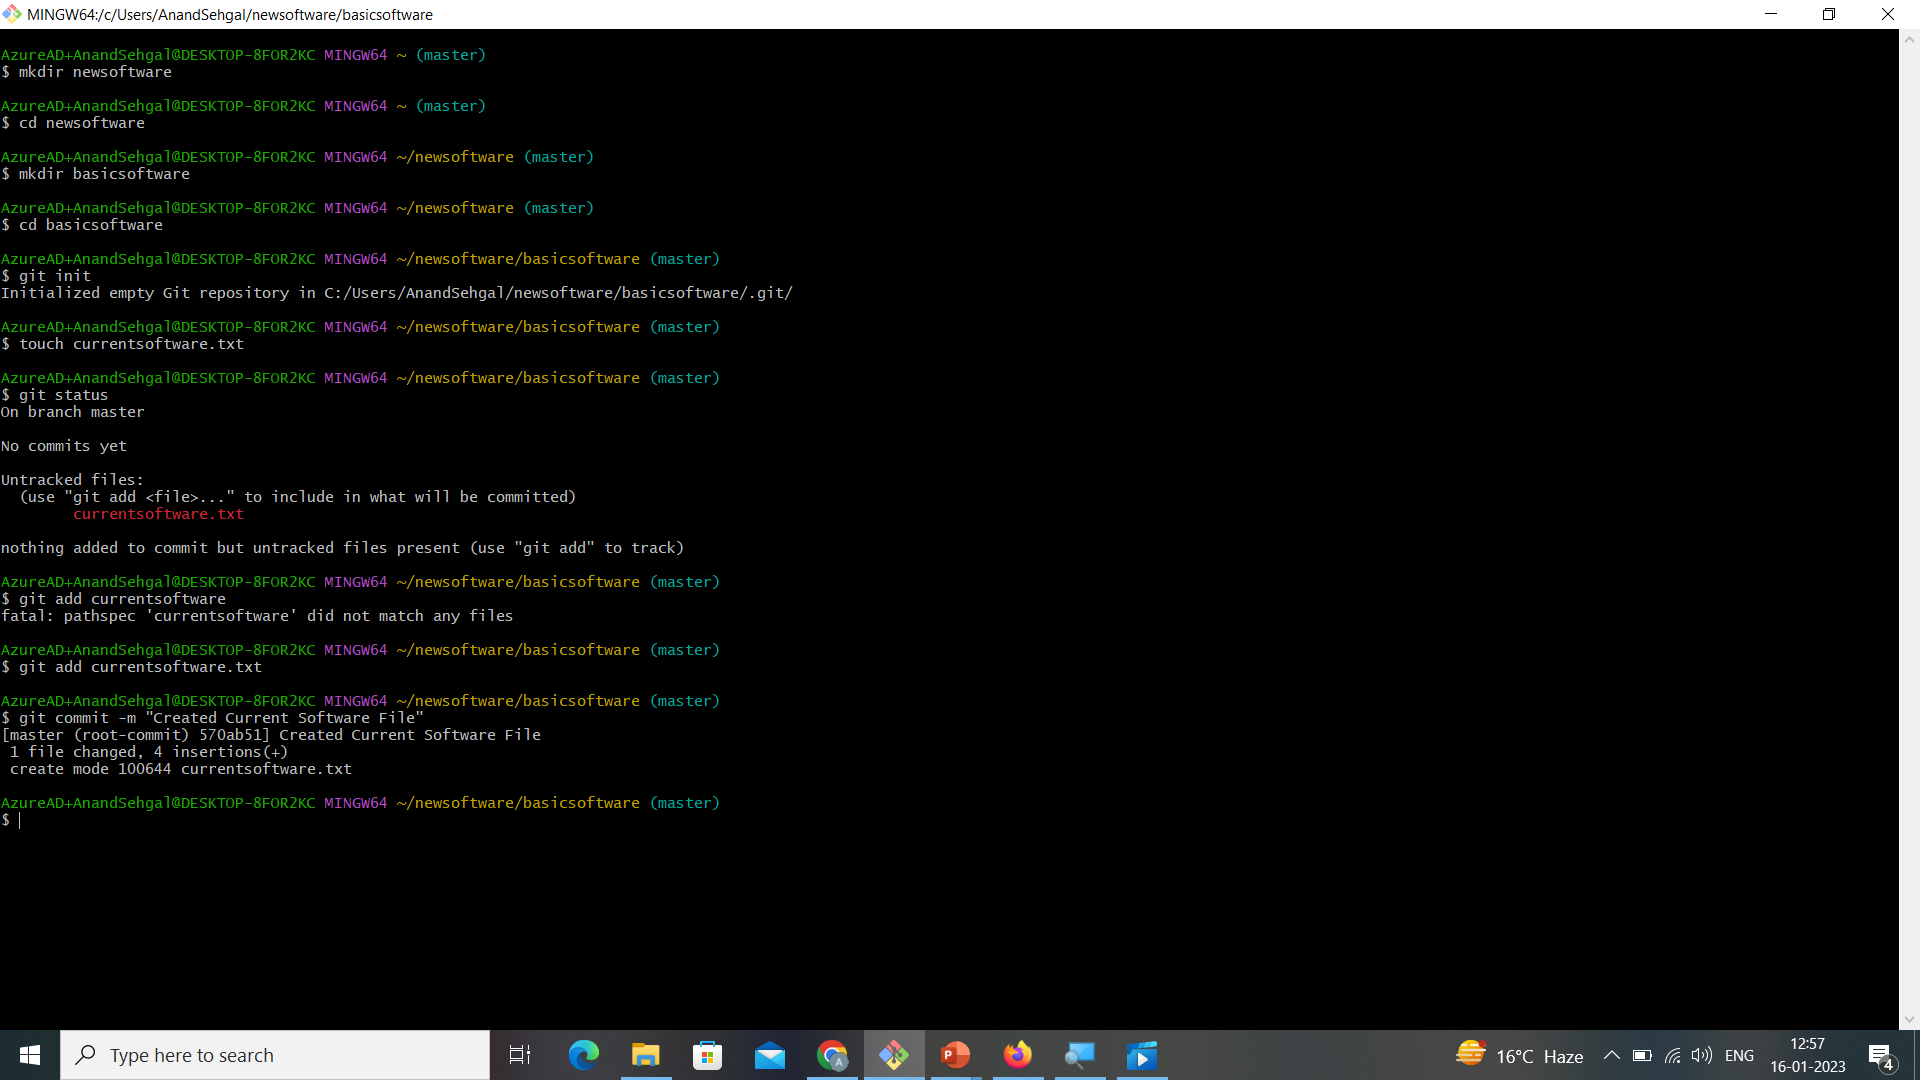 MINGW64:/c/Users/AnandSehgal/newsoftware/basicsoftware
AzureAD+AnandSehgal@DESKTOP-8FOR2KC MINGW64 ~ (master)
$ mkdir newsoftware
AzureAD+AnandSehgal@DESKTOP-8FOR2KC MINGW64 ~ (master)
$ cd newsoftware
AzureAD+AnandSehgal@DESKTOP-8FOR2KC MINGW64 ~/newsoftware (master)
$ mkdir basicsoftware
AzureAD+AnandSehgal@DESKTOP-8FOR2KC MINGW64 ~/newsoftware (master)
$ cd basicsoftware
AzureAD+AnandSehgal@DESKTOP-8FOR2KC MINGW64 ~/newsoftware/basicsoftware (master)
$ git init
Initialized empty Git repository in C:/Users/AnandSehgal/newsoftware/basicsoftware/.git/
AzureAD+AnandSehgal@DESKTOP-8FOR2KC MINGW64 ~/newsoftware/basicsoftware (master)
$ touch currentsoftware.txt
AzureAD+AnandSehgal@DESKTOP-8FOR2KC MINGW64 ~/newsoftware/basicsoftware (master)
$ git status
On branch master
No commits yet
Untracked files:
  (use "git add <file>..." to include in what will be committed)
        currentsoftware.txt
nothing added to commit but untracked files present (use "git add" to track)
AzureAD+AnandSehgal@DESKTOP-8FOR2KC MINGW64 ~/newsoftware/basicsoftware (master)
$ git add currentsoftware
fatal: pathspec 'currentsoftware' did not match any files
AzureAD+AnandSehgal@DESKTOP-8FOR2KC MINGW64 ~/newsoftware/basicsoftware (master)
$ git add currentsoftware.txt
AzureAD+AnandSehgal@DESKTOP-8FOR2KC MINGW64 ~/newsoftware/basicsoftware (master)
$ git commit -m "Created Current Software File"
[master (root-commit) 570ab51] Created Current Software File
 1 file changed, 4 insertions(+)
 create mode 100644 currentsoftware.txt
AzureAD+AnandSehgal@DESKTOP-8FOR2KC MINGW64 ~/newsoftware/basicsoftware (master)
$
Type here to search
A
P
16°C Haze
ENG
12:57
16-01-2023
4